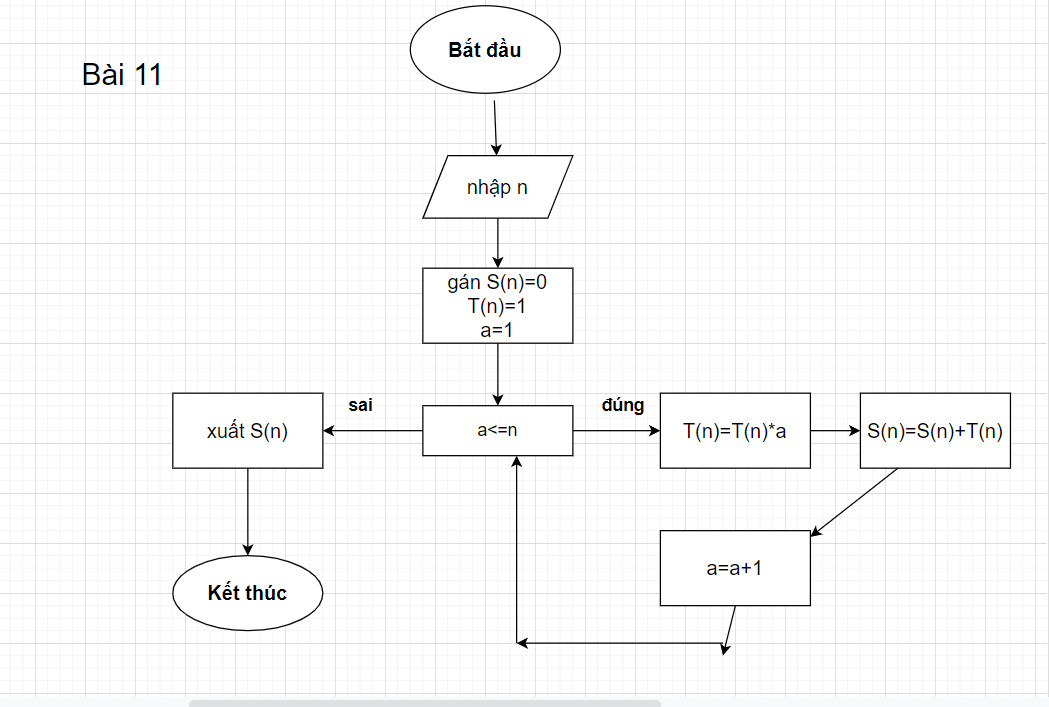 Bắt đầu
Bài 11
nhập n
gán S(n)=0
T(n)=1
a=1
sai
đúng
xuất S(n)
a<=n
T(n)=T(n)*a
S(n)=S(n)+T(n)
a=a+1
Kết thúc